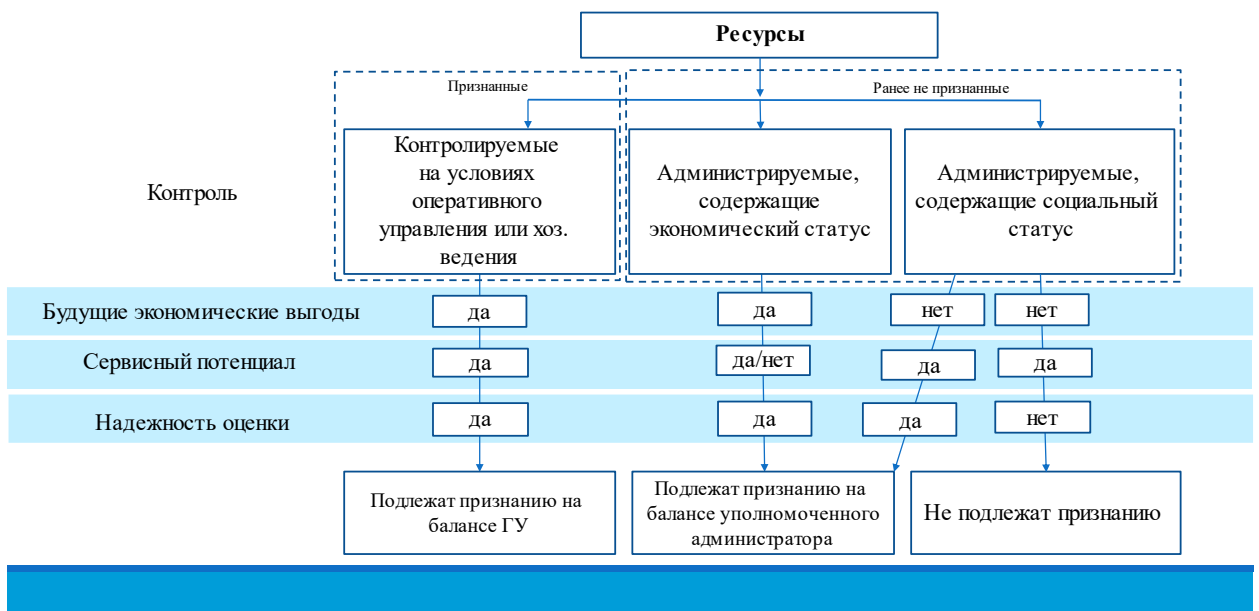 Ресурсы
Признанные
Ранее не признанные
Контроль
Контролируемые
на условиях
оперативного
управления или хоз.
ведения
Администрируемые,
содержащие
экономический статус
Администрируемые,
содержащие социальный
статус
Будущие экономические выгоды
да
да
нет
нет
Сервисный потенциал
да
да/нет
да
да
Надежность оценки
да
да
да
нет
Подлежат признанию на
балансе ГУ
Подлежат признанию на
балансе уполномоченного
администратора
Не подлежат признанию